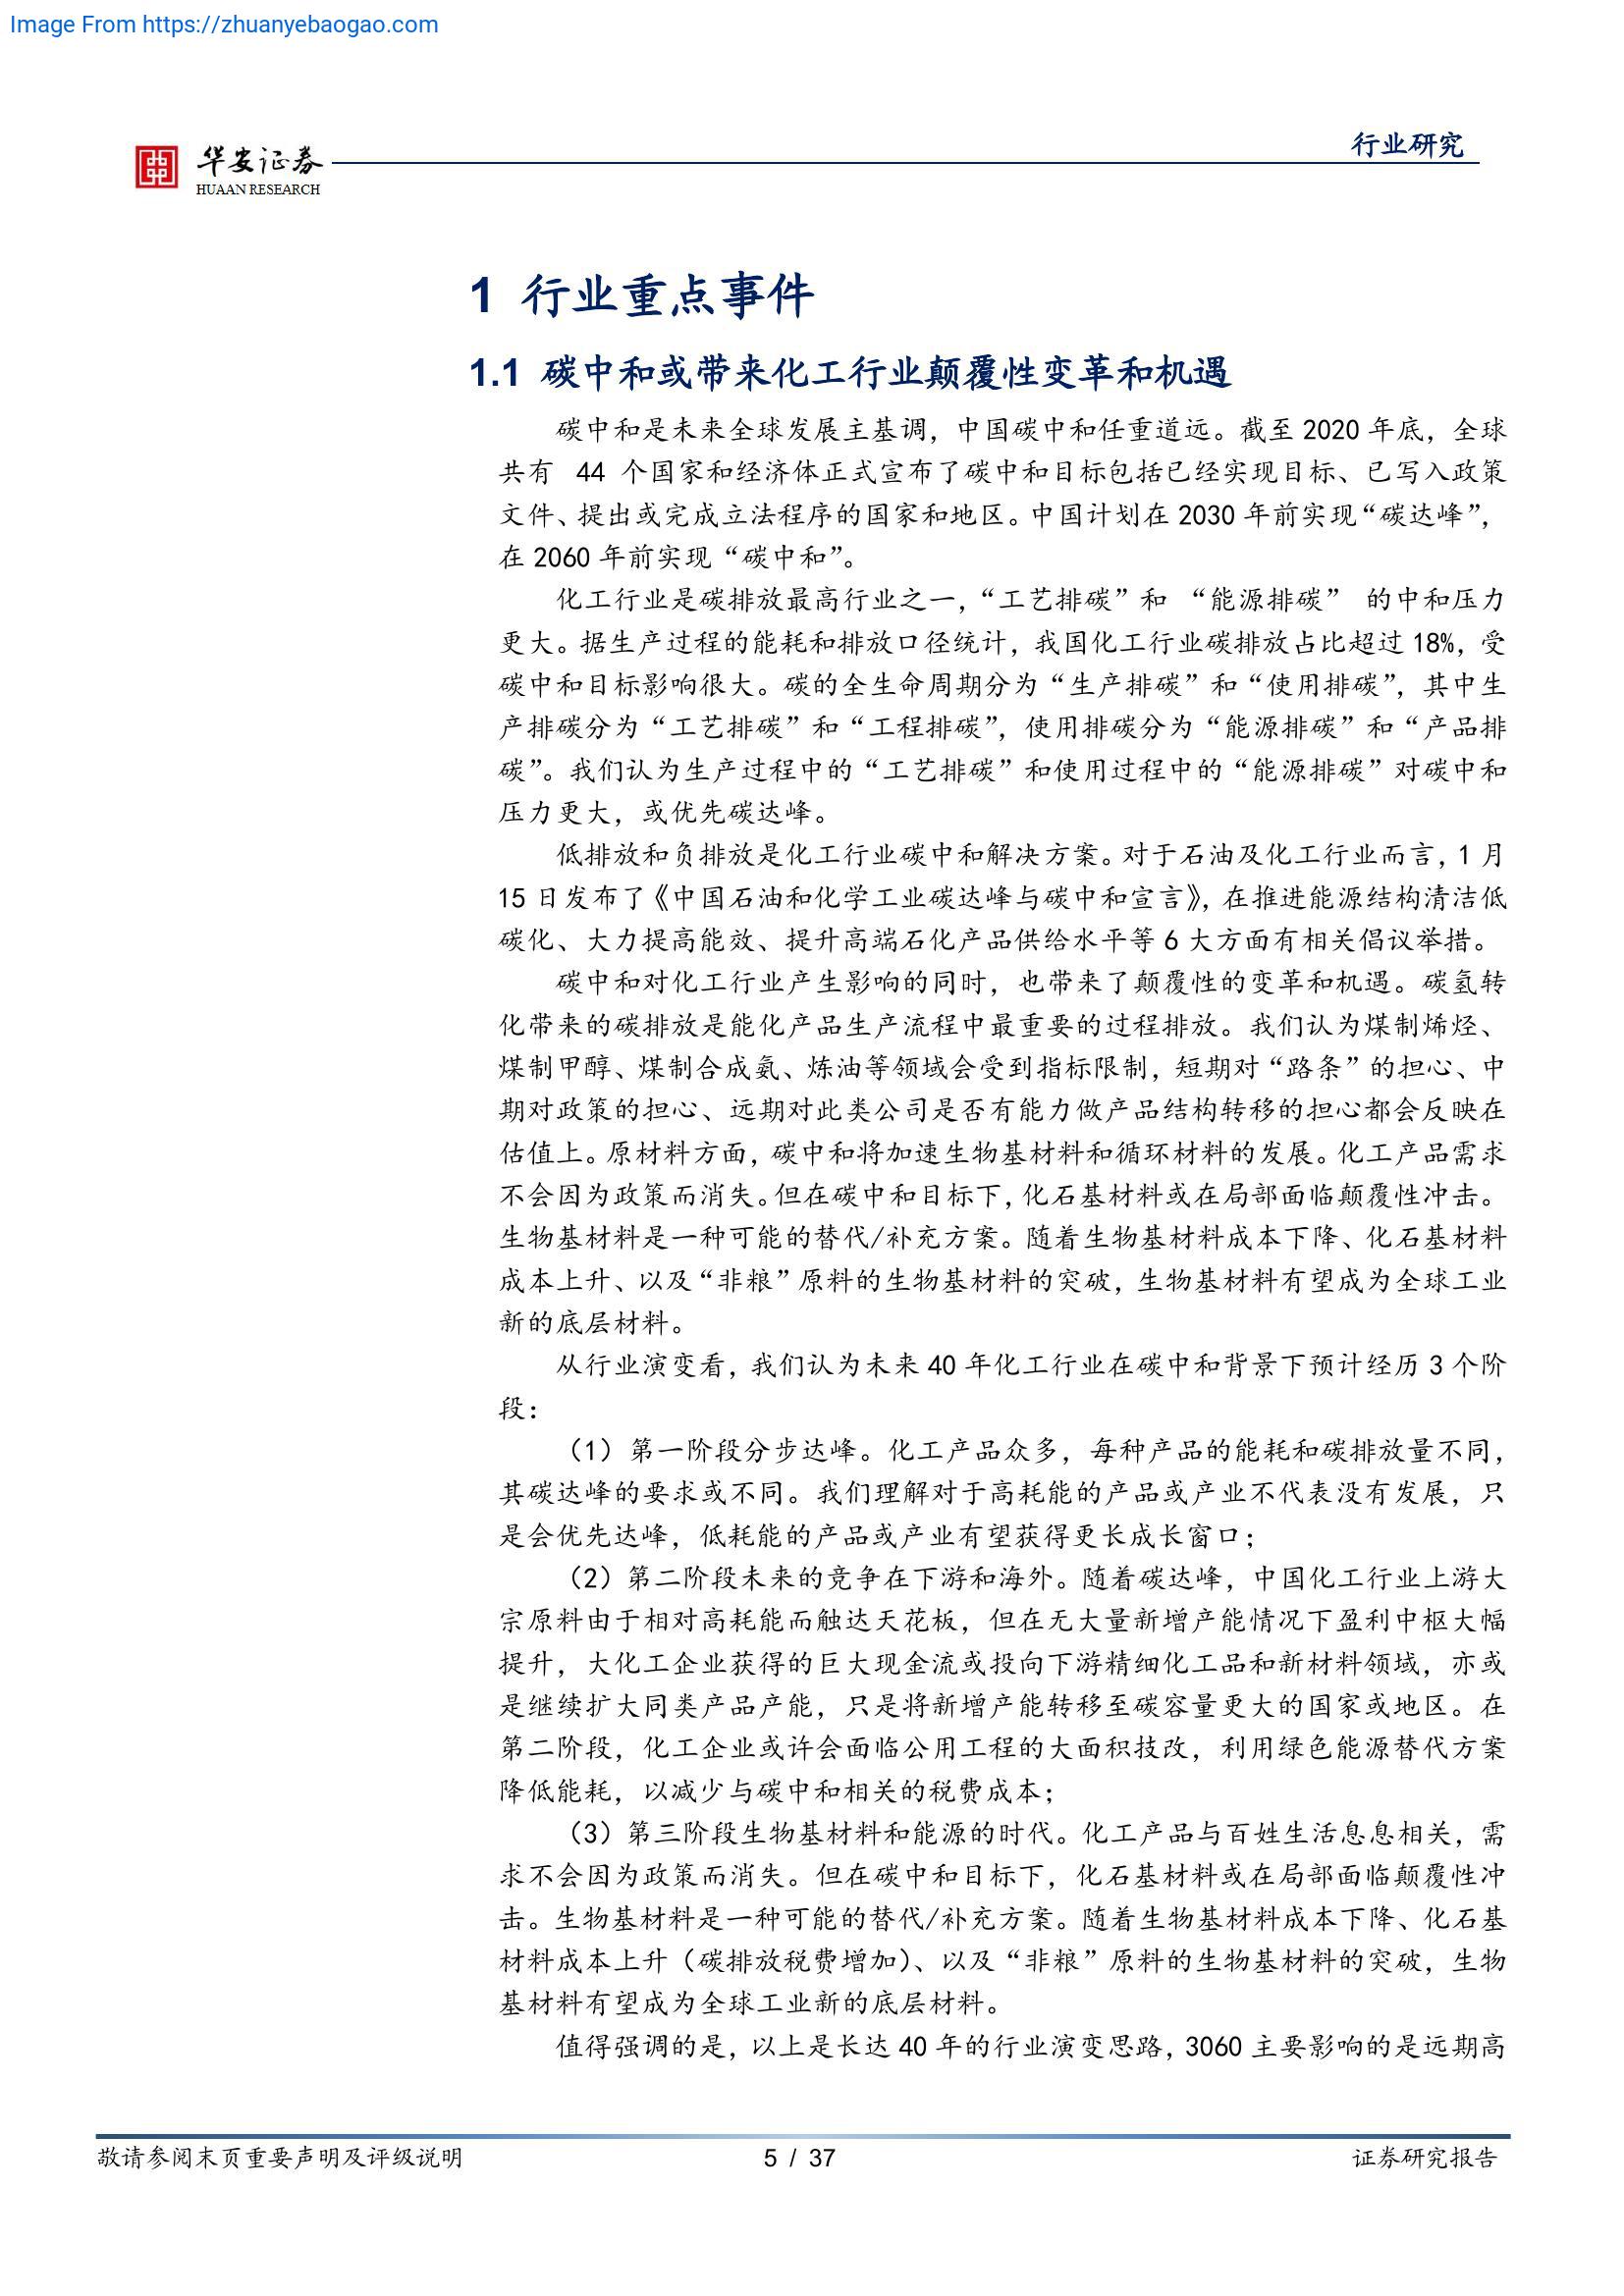 Image From https://zhuanyebaogao.com
行业研究
华安证券
HUAAN RESEARCH
1 行业重点事件
1.1 碳中和或带来化工行业颠覆性变革和机遇
碳中和是未来全球发展主基调，中国碳中和任重道远。截至 2020 年底，全球
共有 44 个国家和经济体正式宣布了碳中和目标包括已经实现目标、已写入政策
文件、提出或完成立法程序的国家和地区。中国计划在 2030 年前实现“碳达峰”，
在 2060 年前实现“碳中和”。
化工行业是碳排放最高行业之一，“工艺排碳”和 “能源排碳” 的中和压力
更大。据生产过程的能耗和排放口径统计，我国化工行业碳排放占比超过 18%，受
碳中和目标影响很大。碳的全生命周期分为“生产排碳”和“使用排碳”，其中生
产排碳分为“工艺排碳”和“工程排碳”，使用排碳分为“能源排碳”和“产品排
碳”。我们认为生产过程中的“工艺排碳”和使用过程中的“能源排碳”对碳中和
压力更大，或优先碳达峰。
低排放和负排放是化工行业碳中和解决方案。对于石油及化工行业而言，1 月
15 日发布了《中国石油和化学工业碳达峰与碳中和宣言》，在推进能源结构清洁低
碳化、大力提高能效、提升高端石化产品供给水平等 6 大方面有相关倡议举措。
碳中和对化工行业产生影响的同时，也带来了颠覆性的变革和机遇。碳氢转
化带来的碳排放是能化产品生产流程中最重要的过程排放。我们认为煤制烯烃、
煤制甲醇、煤制合成氨、炼油等领域会受到指标限制，短期对“路条”的担心、中
期对政策的担心、远期对此类公司是否有能力做产品结构转移的担心都会反映在
估值上。原材料方面，碳中和将加速生物基材料和循环材料的发展。化工产品需求
不会因为政策而消失。但在碳中和目标下，化石基材料或在局部面临颠覆性冲击。
生物基材料是一种可能的替代/补充方案。随着生物基材料成本下降、化石基材料
成本上升、以及“非粮”原料的生物基材料的突破，生物基材料有望成为全球工业
新的底层材料。
从行业演变看，我们认为未来 40 年化工行业在碳中和背景下预计经历 3 个阶
段：
（1）第一阶段分步达峰。化工产品众多，每种产品的能耗和碳排放量不同，
其碳达峰的要求或不同。我们理解对于高耗能的产品或产业不代表没有发展，只
是会优先达峰，低耗能的产品或产业有望获得更长成长窗口；
（2）第二阶段未来的竞争在下游和海外。随着碳达峰，中国化工行业上游大
宗原料由于相对高耗能而触达天花板，但在无大量新增产能情况下盈利中枢大幅
提升，大化工企业获得的巨大现金流或投向下游精细化工品和新材料领域，亦或
是继续扩大同类产品产能，只是将新增产能转移至碳容量更大的国家或地区。在
第二阶段，化工企业或许会面临公用工程的大面积技改，利用绿色能源替代方案
降低能耗，以减少与碳中和相关的税费成本；
（3）第三阶段生物基材料和能源的时代。化工产品与百姓生活息息相关，需
求不会因为政策而消失。但在碳中和目标下，化石基材料或在局部面临颠覆性冲
击。生物基材料是一种可能的替代/补充方案。随着生物基材料成本下降、化石基
材料成本上升（碳排放税费增加）、以及“非粮”原料的生物基材料的突破，生物
基材料有望成为全球工业新的底层材料。
值得强调的是，以上是长达 40 年的行业演变思路，3060 主要影响的是远期高
敬请参阅末页重要声明及评级说明
5 / 37
证券研究报告